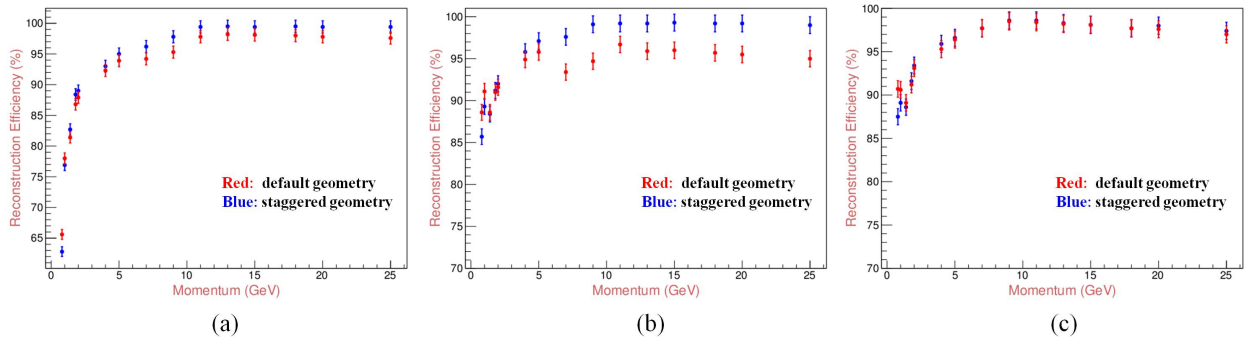 Reconstruction Efficiency (%)
100
95
90
85
80
75
70
65
0 5 10 15 20 25
Momentum (GeV)
Red: default geometry
Blue: staggered geometry
(a)
Reconstruction Efficiency (%)
100
95
90
85
80
75
70
0 5 10 15 20 25
Momentum (GeV)
Red: default geometry
Blue: staggered geometry
(b)
Reconstruction Efficiency (%)
100
95
90
85
80
75
70
0 5 10 15 20 25
Momentum (GeV)
Red: default geometry
Blue: staggered geometry
(c)